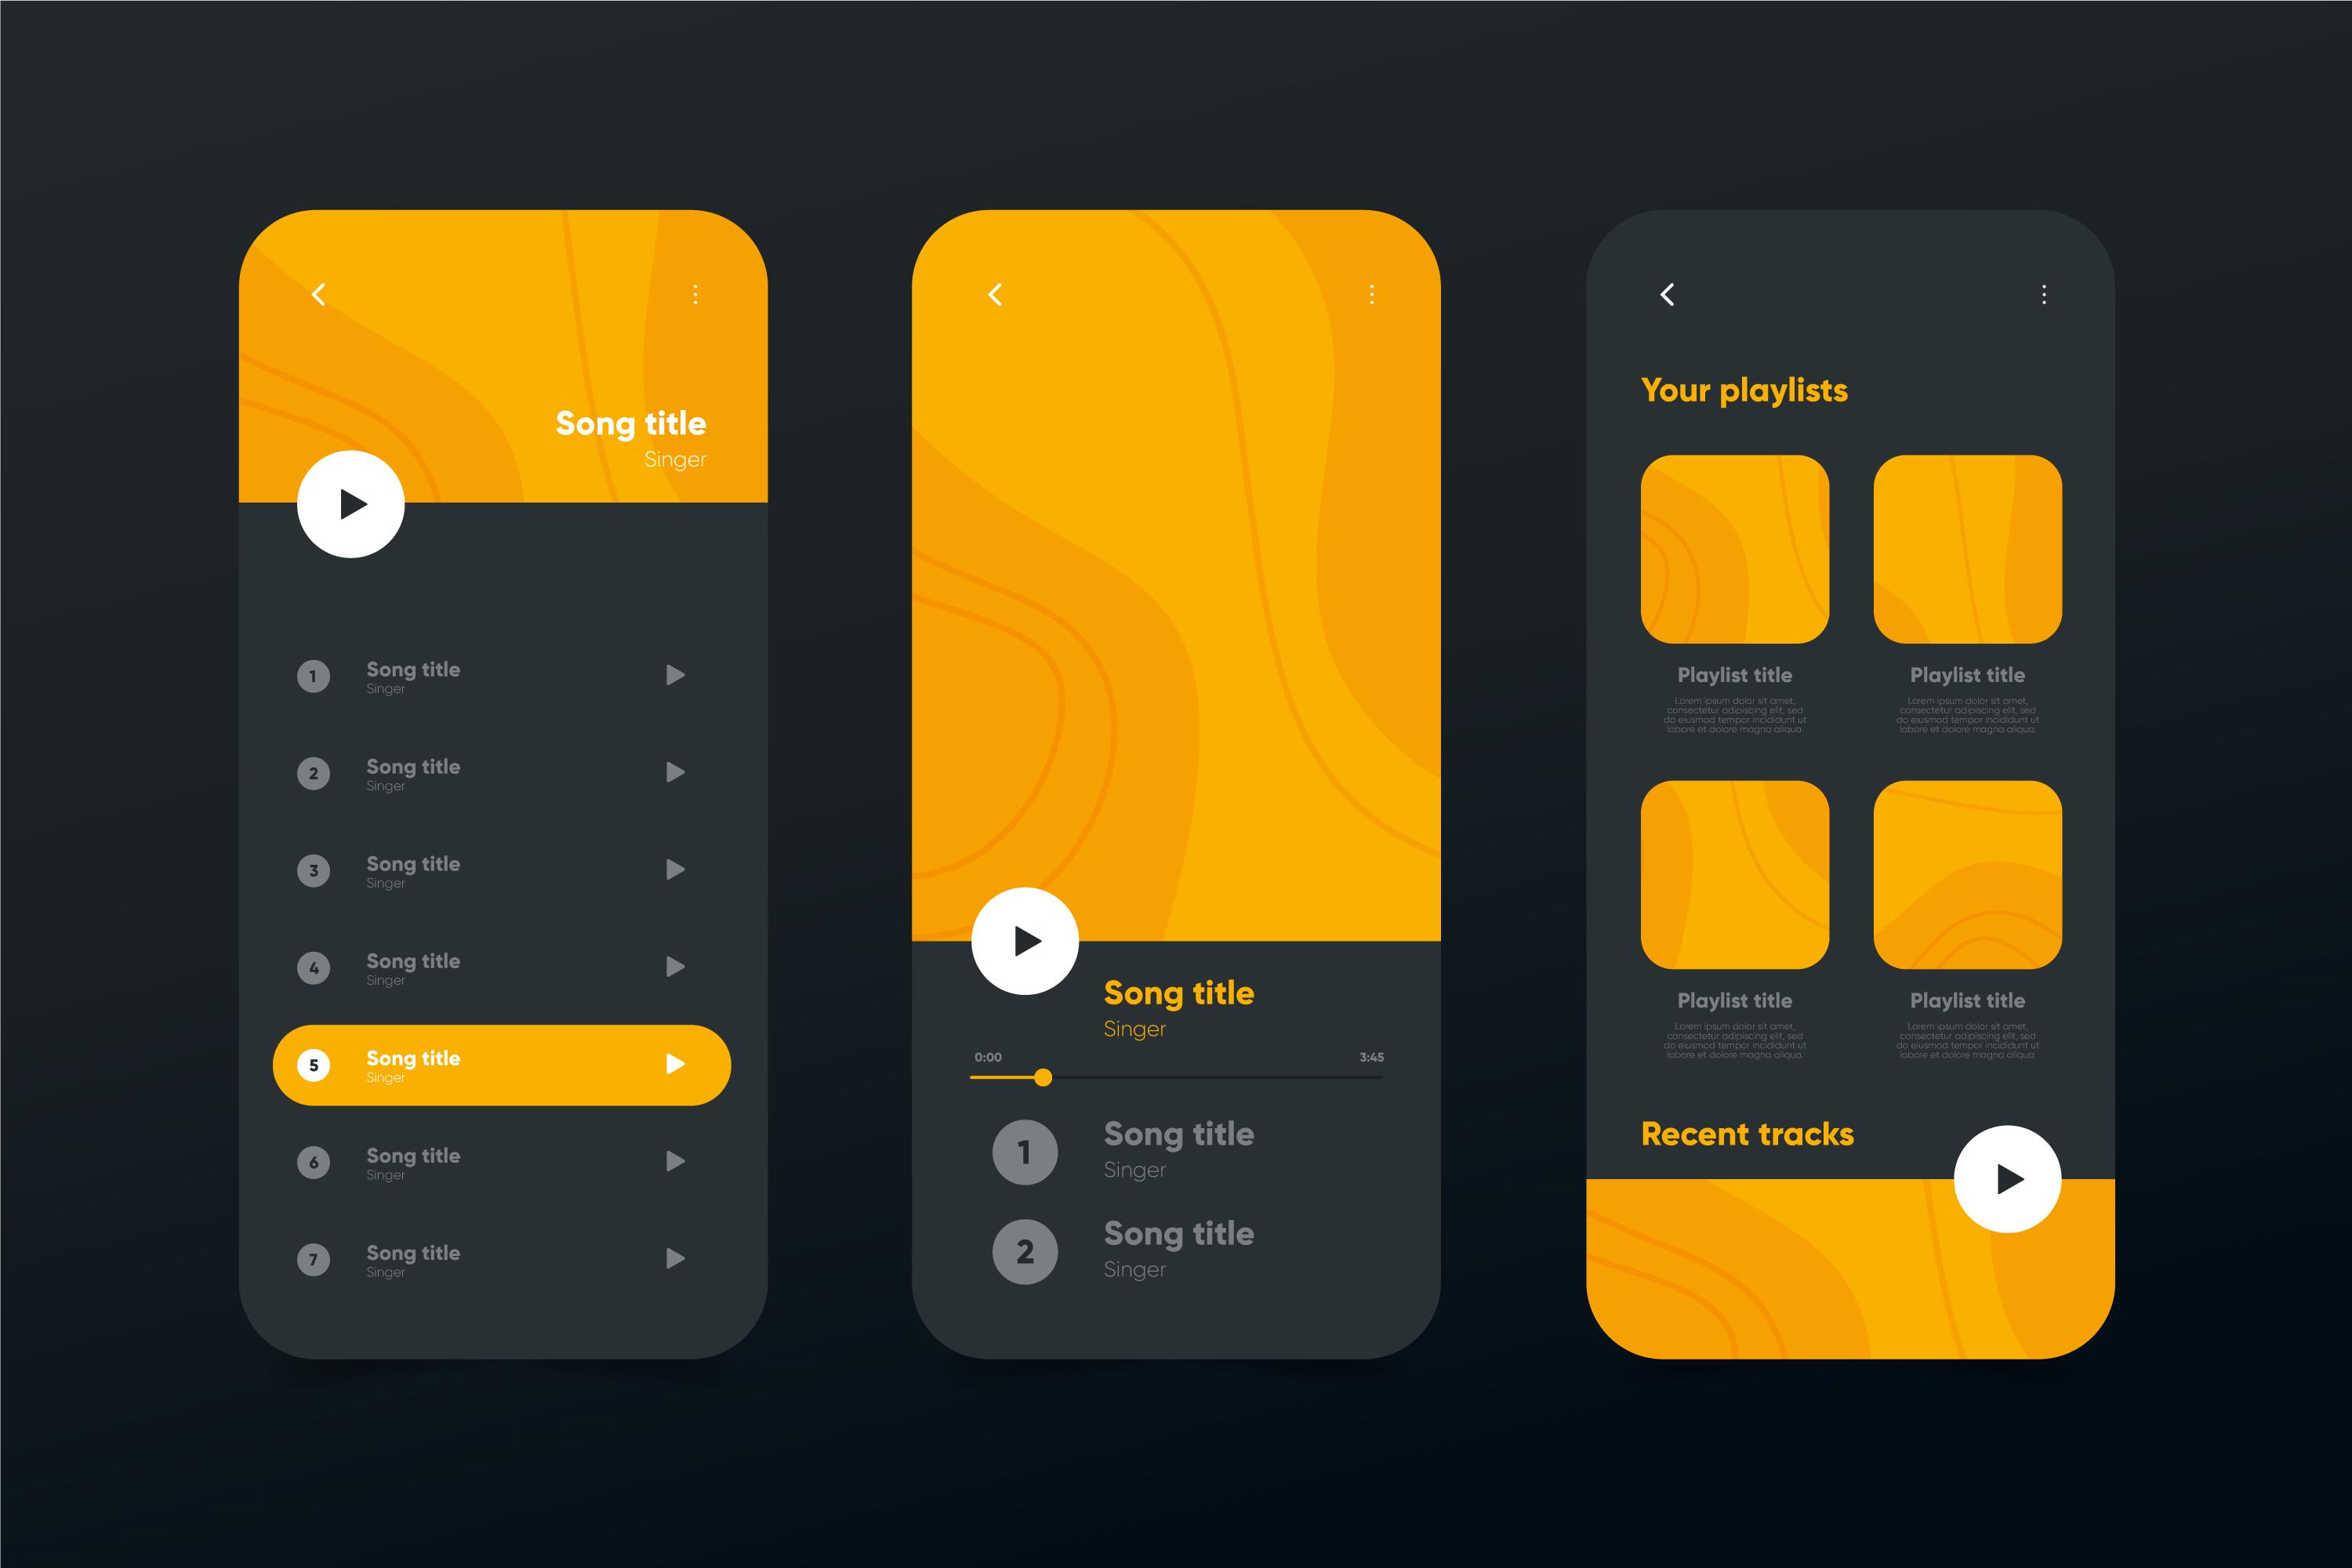 Song title
Singer
1
Song title
Singer
2
Song title
Singer
3
Song title
Singer
4
Song title
Singer
5
Song title
Singer
6
Song title
Singer
7
Song title
Singer
Song title
Singer
0:00
3:45
1
Song title
Singer
2
Song title
Singer
Your playlists
Playlist title
Lorem ipsum dolor sit amet,
consectetur adipiscing elit, sed
do eiusmod tempor incididunt ut
labore et dolore magna aliqua.
Playlist title
Lorem ipsum dolor sit amet,
consectetur adipiscing elit, sed
do eiusmod tempor incididunt ut
labore et dolore magna aliqua.
Playlist title
Lorem ipsum dolor sit amet,
consectetur adipiscing elit, sed
do eiusmod tempor incididunt ut
labore et dolore magna aliqua.
Playlist title
Lorem ipsum dolor sit amet,
consectetur adipiscing elit, sed
do eiusmod tempor incididunt ut
labore et dolore magna aliqua.
Recent tracks